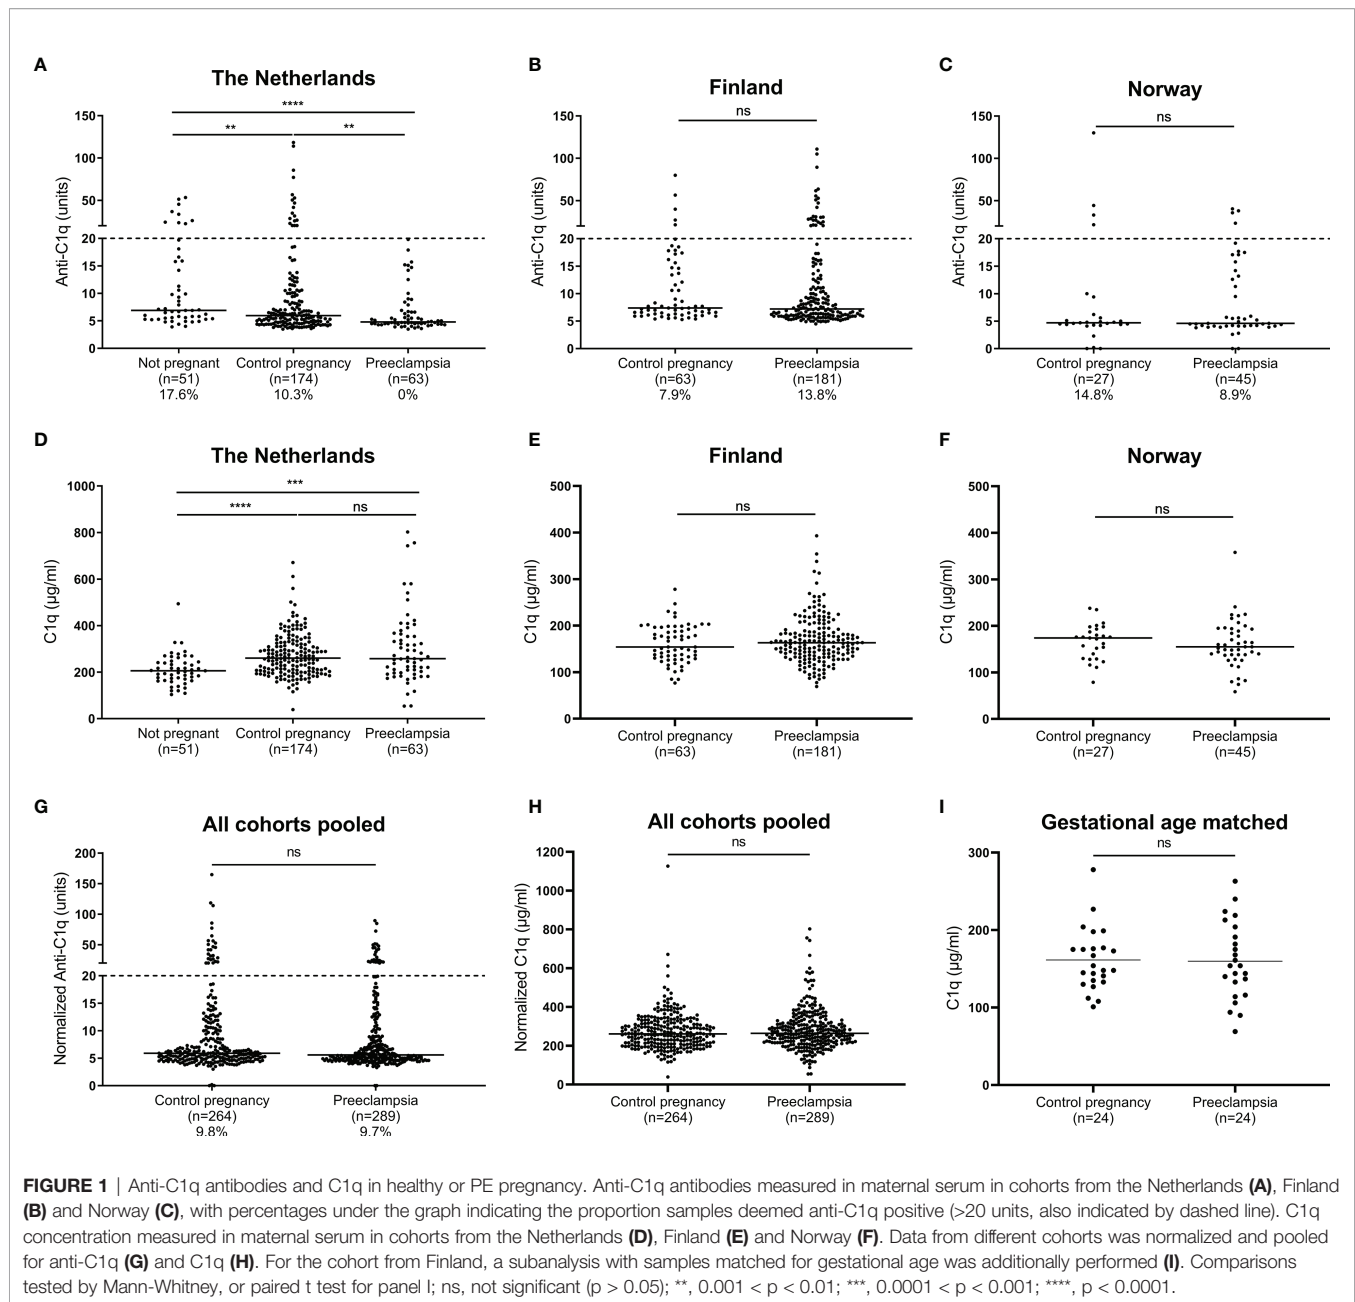 A
The Netherlands
****
**
**
Anti-C1q (units)
150
100
50
20
15
10
5
0
Not pregnant
(n=51)
17.6%
Control pregnancy
(n=174)
10.3%
Preeclampsia
(n=63)
0%
B
Finland
ns
Anti-C1q (units)
150
100
50
20
15
10
5
0
Control pregnancy
(n=63)
7.9%
Preeclampsia
(n=181)
13.8%
C
Norway
ns
Anti-C1q (units)
150
100
50
20
15
10
5
0
Control pregnancy
(n=27)
14.8%
Preeclampsia
(n=45)
8.9%
D
The Netherlands
***
****
ns
C1q (µg/ml)
1000
800
600
400
200
0
Not pregnant
(n=51)
Control pregnancy
(n=174)
Preeclampsia
(n=63)
E
Finland
ns
C1q (µg/ml)
500
400
300
200
100
0
Control pregnancy
(n=63)
Preeclampsia
(n=181)
F
Norway
ns
C1q (µg/ml)
500
400
300
200
100
0
Control pregnancy
(n=27)
Preeclampsia
(n=45)
G
All cohorts pooled
ns
Normalized Anti-C1q (units)
200
150
100
50
20
15
10
5
0
Control pregnancy
(n=264)
9.8%
Preeclampsia
(n=289)
9.7%
H
All cohorts pooled
ns
Normalized C1q (µg/ml)
1200
1000
800
600
400
200
0
Control pregnancy
(n=264)
Preeclampsia
(n=289)
I
Gestational age matched
ns
C1q (µg/ml)
300
200
100
0
Control pregnancy
(n=24)
Preeclampsia
(n=24)
FIGURE 1 | Anti-C1q antibodies and C1q in healthy or PE pregnancy. Anti-C1q antibodies measured in maternal serum in cohorts from the Netherlands (A), Finland
(B) and Norway (C), with percentages under the graph indicating the proportion samples deemed anti-C1q positive (>20 units, also indicated by dashed line). C1q
concentration measured in maternal serum in cohorts from the Netherlands (D), Finland (E) and Norway (F). Data from different cohorts was normalized and pooled
for anti-C1q (G) and C1q (H). For the cohort from Finland, a subanalysis with samples matched for gestational age was additionally performed (I). Comparisons
tested by Mann-Whitney, or paired t test for panel I; ns, not significant (p > 0.05); **, 0.001 < p < 0.01; ***, 0.0001 < p < 0.001; ****, p < 0.0001.